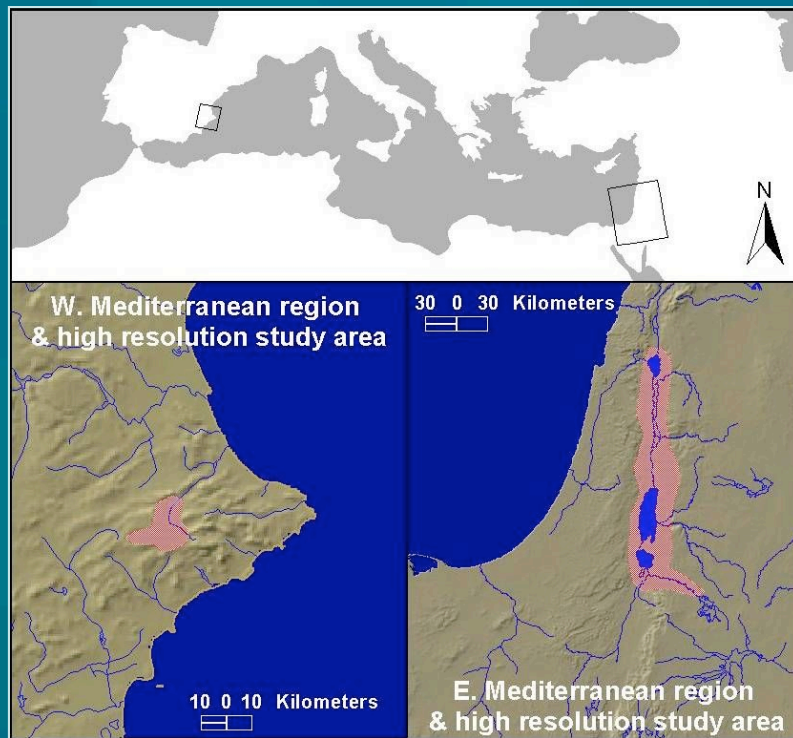 N
W. Mediterranean region
& high resolution study area
30 0 30 Kilometers
10 0 10 Kilometers
E. Mediterranean region
& high resolution study area